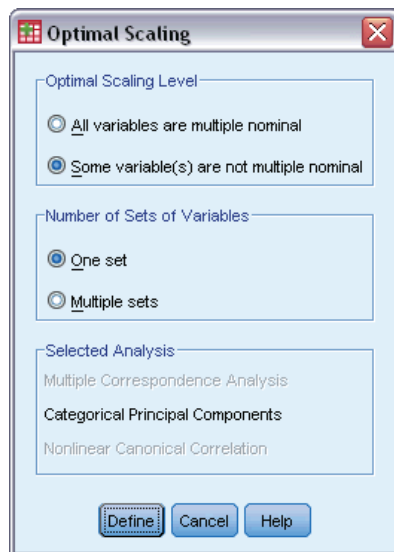 Optimal Scaling
Optimal Scaling Level
All variables are multiple nominal
Some variable(s) are not multiple nominal
Number of Sets of Variables
One set
Multiple sets
Selected Analysis
Multiple Correspondence Analysis
Categorical Principal Components
Nonlinear Canonical Correlation
Define Cancel Help